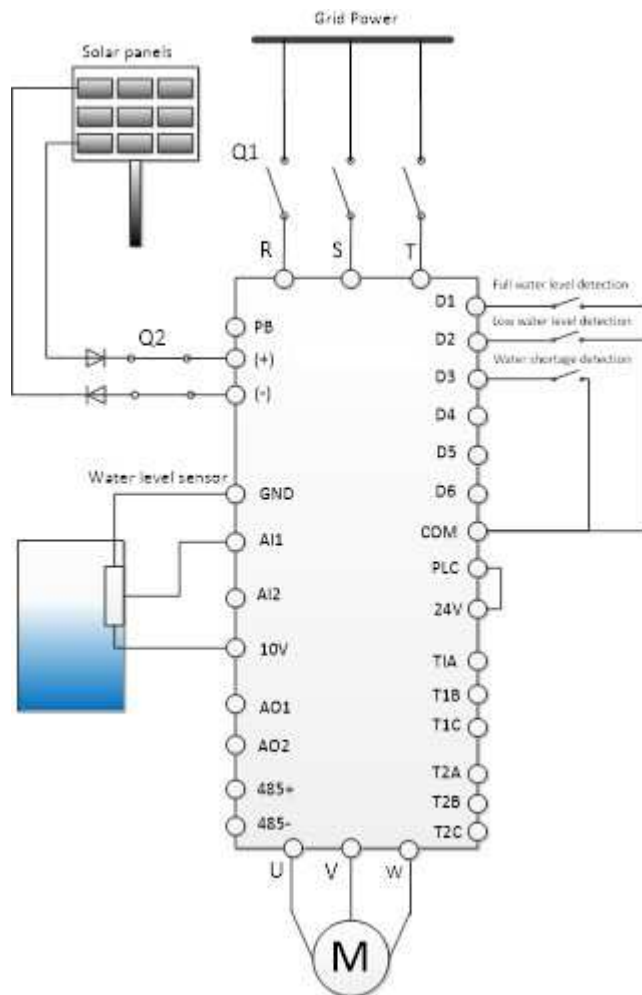 Grid Power
Solar panels
Q1
R
S
T
D1
Full water level detection
PB
Q2
D2
Low water level detection
(+)
Water shortage detection
D3
(-)
D4
D5
Water level sensor
GND
D6
COM
AI1
PLC
AI2
24V
10V
T1A
T1B
AO1
T1C
AO2
T2A
485+
T2B
485-
T2C
U
V
W
M